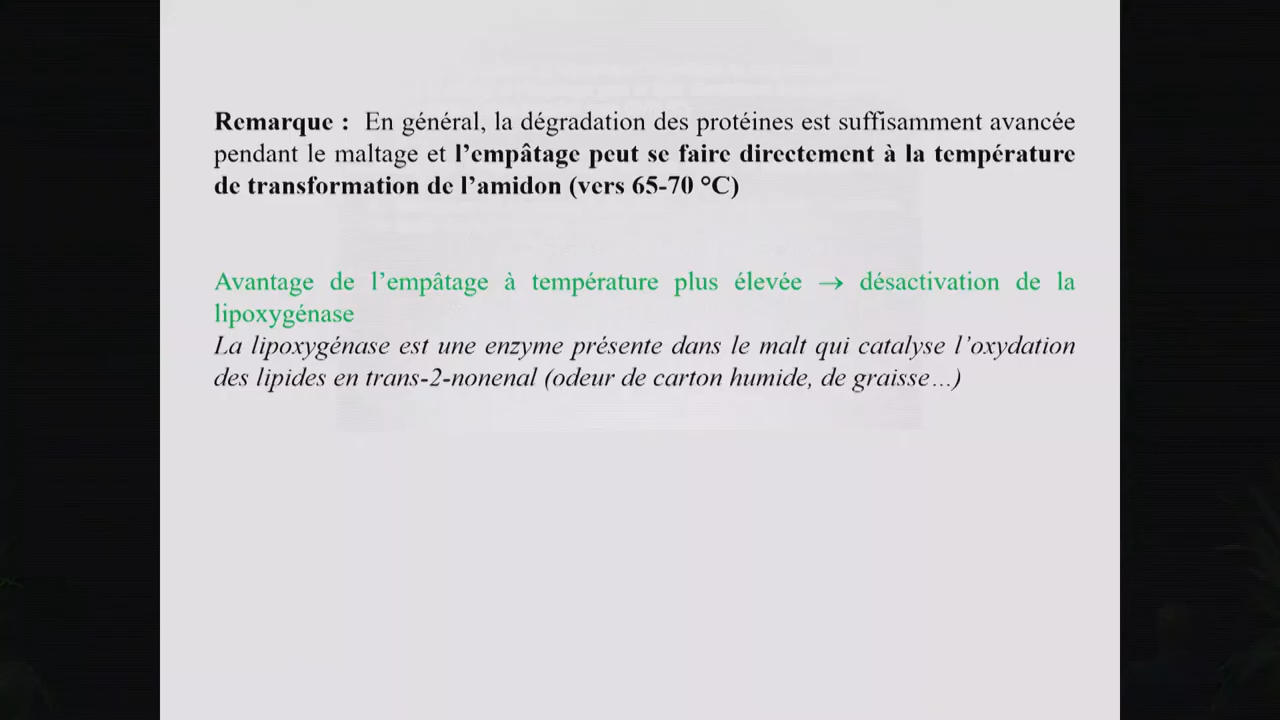 Remarque : En général, la dégradation des protéines est suffisamment avancée
pendant le maltage et l’empâtage peut se faire directement à la température
de transformation de l’amidon (vers 65-70 °C)
Avantage de l’empâtage à température plus élevée → désactivation de la
lipoxygénase
La lipoxygénase est une enzyme présente dans le malt qui catalyse l’oxydation
des lipides en trans-2-nonenal (odeur de carton humide, de graisse…)